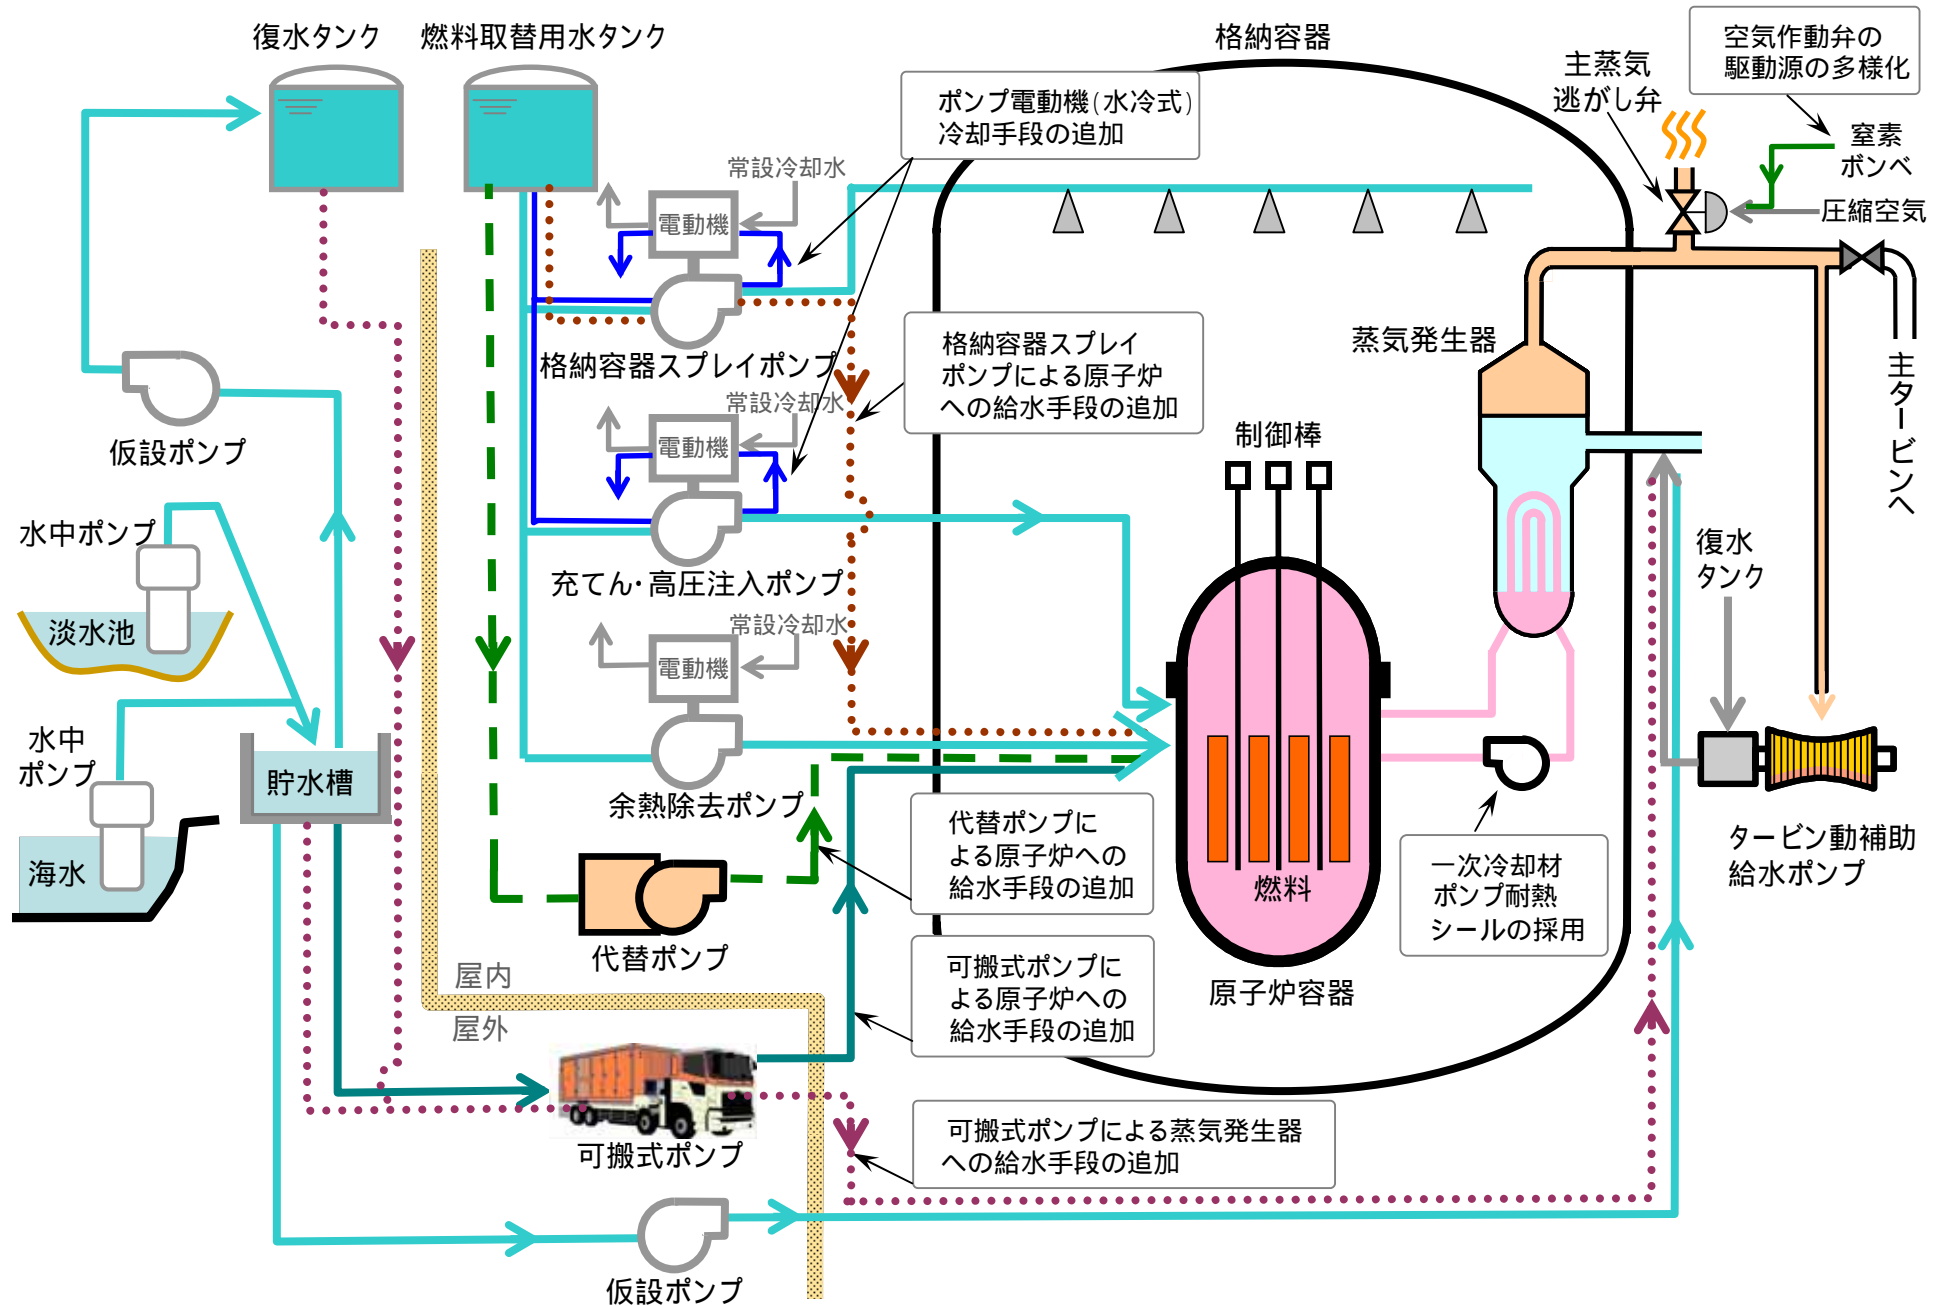 復水タンク
燃料取替用水タンク
格納容器
主蒸気
逃がし弁
空気作動弁の
駆動源の多様化
窒素
ボンベ
圧縮空気
ポンプ電動機(水冷式)
冷却手段の追加
常設冷却水
電動機
格納容器スプレイポンプ
格納容器スプレイ
ポンプによる原子炉
への給水手段の追加
蒸気発生器
主タービンへ
仮設ポンプ
常設冷却水
電動機
制御棒
水中ポンプ
淡水池
充てん・高圧注入ポンプ
復水
タンク
常設冷却水
電動機
水中
ポンプ
貯水槽
海水
余熱除去ポンプ
代替ポンプに
よる原子炉への
給水手段の追加
燃料
原子炉容器
一次冷却材
ポンプ耐熱
シールの採用
タービン動補助
給水ポンプ
代替ポンプ
屋内
屋外
可搬式ポンプに
よる原子炉への
給水手段の追加
可搬式ポンプ
可搬式ポンプによる蒸気発生器
への給水手段の追加
仮設ポンプ